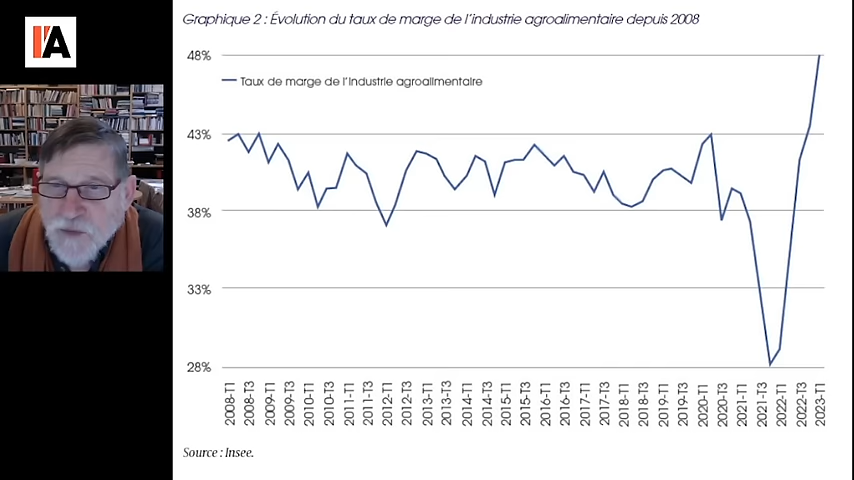 IA
Graphique 2 : Évolution du taux de marge de l'industrie agroalimentaire depuis 2008
48%
Taux de marge de l'industrie agroalimentaire
43%
38%
33%
28%
2008-T1
2008-T3
2009-T1
2009-T3
2010-T1
2010-T3
2011-T1
2011-T3
2012-T1
2012-T3
2013-T1
2013-T3
2014-T1
2014-T3
2015-T1
2015-T3
2016-T1
2016-T3
2017-T1
2017-T3
2018-T1
2018-T3
2019-T1
2019-T3
2020-T1
2020-T3
2021-T1
2021-T3
2022-T1
2022-T3
2023-T1
Source : Insee.